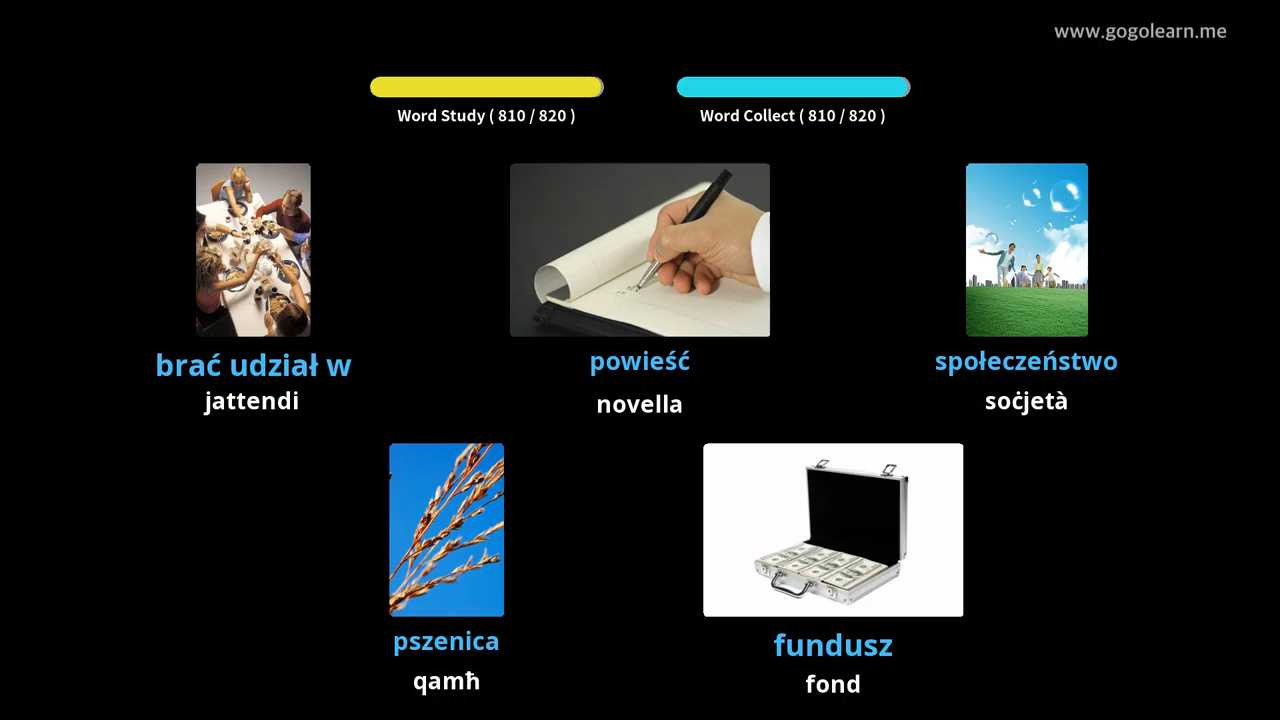 www.gogolearn.me
Word Study ( 810 / 820 )
Word Collect ( 810 / 820 )
brać udział w
jattendi
powieść
novella
społeczeństwo
soċjetà
pszenica
qamħ
fundusz
fond